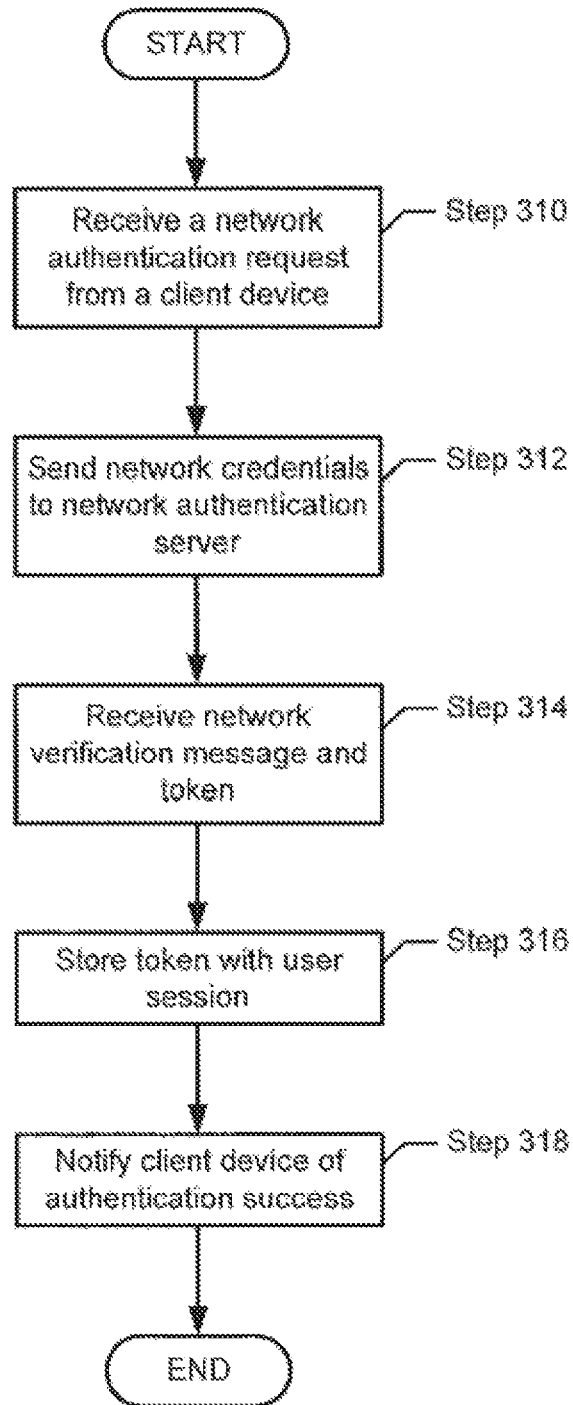 START
Receive a network
authentication request
from a client device
Step 310
Send network credentials
to network authentication
server
Step 312
Receive network
verification message and
token
Step 314
Store token with user
session
Step 316
Notify client device of
authentication success
Step 318
END